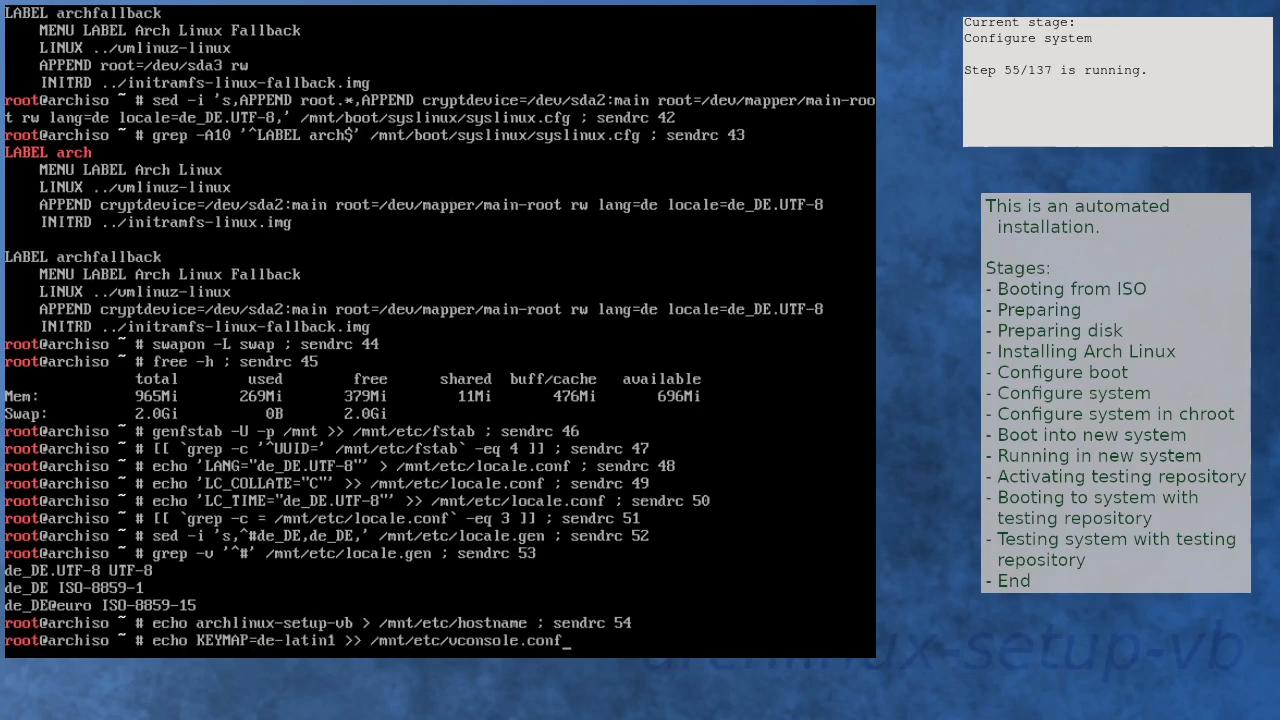 LABEL archfallback
    MENU LABEL Arch Linux Fallback
    LINUX ../vmlinuz-linux
    APPEND root=/dev/sda3 rw
    INITRD ../initramfs-linux-fallback.img
root@archiso ~ # sed -i 's,APPEND root.*,APPEND cryptdevice=/dev/sda2:main root=/dev/mapper/main-roo
t rw lang=de locale=de_DE.UTF-8,' /mnt/boot/syslinux/syslinux.cfg ; sendrc 42
root@archiso ~ # grep -A10 '^LABEL arch$' /mnt/boot/syslinux/syslinux.cfg ; sendrc 43
LABEL arch
    MENU LABEL Arch Linux
    LINUX ../vmlinuz-linux
    APPEND cryptdevice=/dev/sda2:main root=/dev/mapper/main-root rw lang=de locale=de_DE.UTF-8
    INITRD ../initramfs-linux.img

LABEL archfallback
    MENU LABEL Arch Linux Fallback
    LINUX ../vmlinuz-linux
    APPEND cryptdevice=/dev/sda2:main root=/dev/mapper/main-root rw lang=de locale=de_DE.UTF-8
    INITRD ../initramfs-linux-fallback.img
root@archiso ~ # swapon -L swap ; sendrc 44
root@archiso ~ # free -h ; sendrc 45
               total        used        free      shared  buff/cache   available
Mem:           965Mi       269Mi       379Mi        11Mi       476Mi       696Mi
Swap:          2.0Gi          0B       2.0Gi
root@archiso ~ # genfstab -U -p /mnt >> /mnt/etc/fstab ; sendrc 46
root@archiso ~ # [[ `grep -c '^UUID=' /mnt/etc/fstab` -eq 4 ]] ; sendrc 47
root@archiso ~ # echo 'LANG="de_DE.UTF-8"' > /mnt/etc/locale.conf ; sendrc 48
root@archiso ~ # echo 'LC_COLLATE="C"' >> /mnt/etc/locale.conf ; sendrc 49
root@archiso ~ # echo 'LC_TIME="de_DE.UTF-8"' >> /mnt/etc/locale.conf ; sendrc 50
root@archiso ~ # [[ `grep -c = /mnt/etc/locale.conf` -eq 3 ]] ; sendrc 51
root@archiso ~ # sed -i 's,^#de_DE,de_DE,' /mnt/etc/locale.gen ; sendrc 52
root@archiso ~ # grep -v '^#' /mnt/etc/locale.gen ; sendrc 53
de_DE.UTF-8 UTF-8
de_DE ISO-8859-1
de_DE@euro ISO-8859-15
root@archiso ~ # echo archlinux-setup-vb > /mnt/etc/hostname ; sendrc 54
root@archiso ~ # echo KEYMAP=de-latin1 >> /mnt/etc/vconsole.conf_
Current stage:
Configure system

Step 55/137 is running.
This is an automated
installation.

Stages:
- Booting from ISO
- Preparing
- Preparing disk
- Installing Arch Linux
- Configure boot
- Configure system
- Configure system in chroot
- Boot into new system
- Running in new system
- Activating testing repository
- Booting to system with
testing repository
- Testing system with testing
repository
- End
archlinux-setup-vb